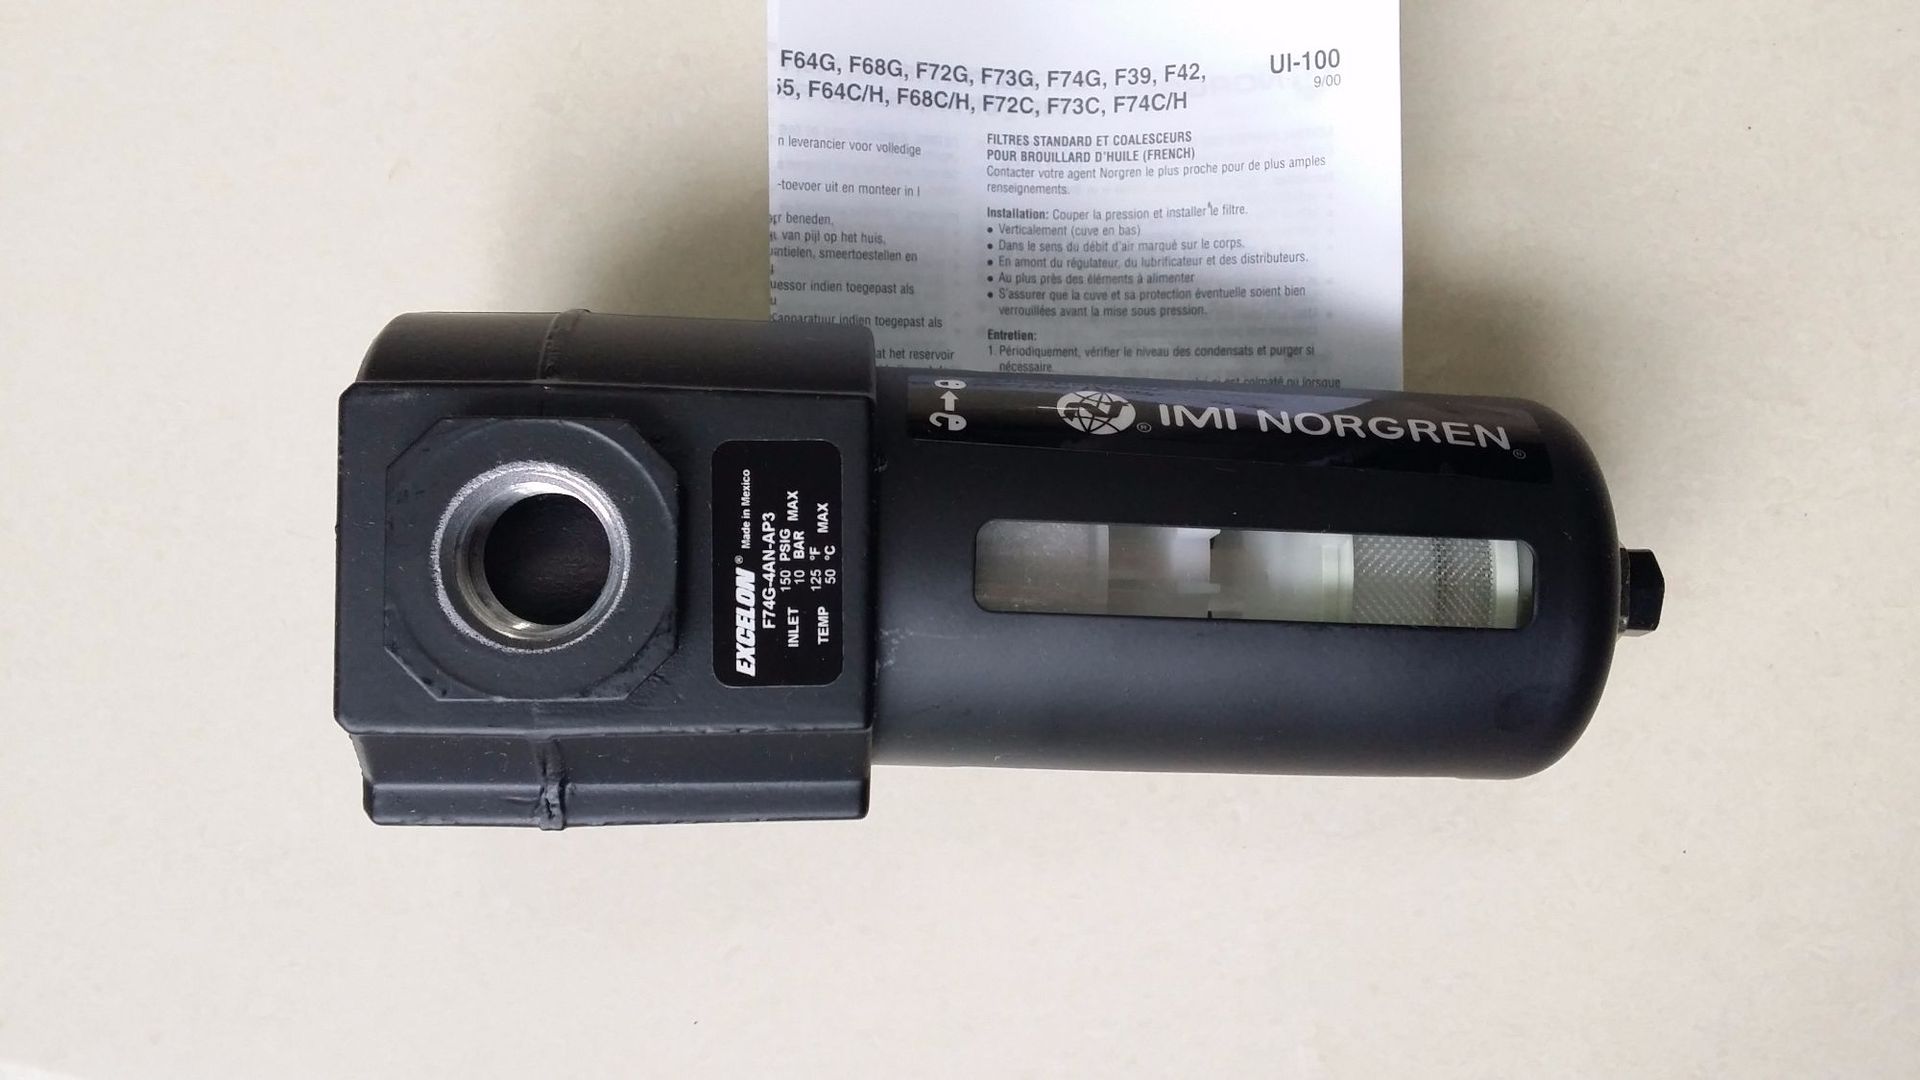 F64G, F68G, F72G, F73G, F74G, F39, F42,
55, F64C/H, F68C/H, F72C, F73C, F74C/H
UI-100
9/00
n leverancier voor volledige
-toevoer uit en monteer in
beneden,
van pijl op het huis,
smeertoestellen en
indien toegepast als
u
apparatuur indien toegepast als
at het reservoir
FILTRES STANDARD ET COALESCEURS
POUR BROUILLARD D'HUILE (FRENCH)
Contacter votre agent Norgren le plus proche pour de plus amples
renseignements.
Installation: Couper la pression et installer le filtre.
• Verticalement (cuve en bas)
• Dans le sens du débit d'air marqué sur le corps.
• En amont du régulateur, du lubrificateur et des distributeurs.
• Au plus près des éléments à alimenter
• S'assurer que la cuve et sa protection éventuelle soient bien
verrouillées avant la mise sous pression.
Entretien:
1. Périodiquement, vérifier le niveau des condensats et purger si
nécessaire.
est colmaté ou lorsque
IMI NORGREN®
EXCELON® Made in Mexico
F74G-4AN-AP3
INLET 150 PSIG MAX
10 BAR
TEMP 125 °F MAX
50 °C